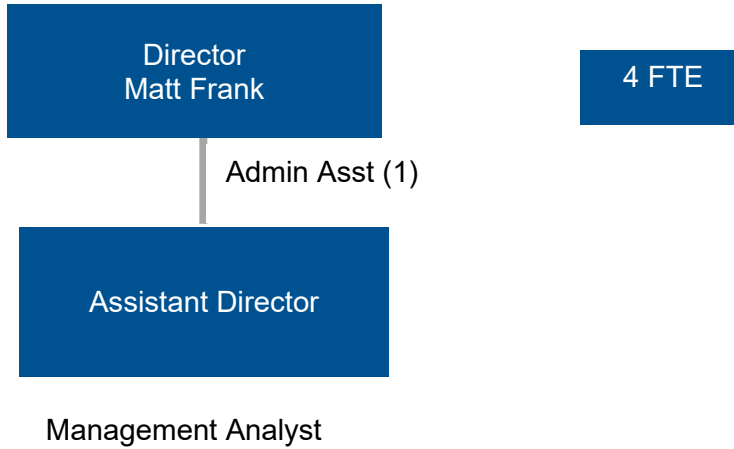 Director
Matt Frank
4 FTE
Admin Asst (1)
Assistant Director
Management Analyst